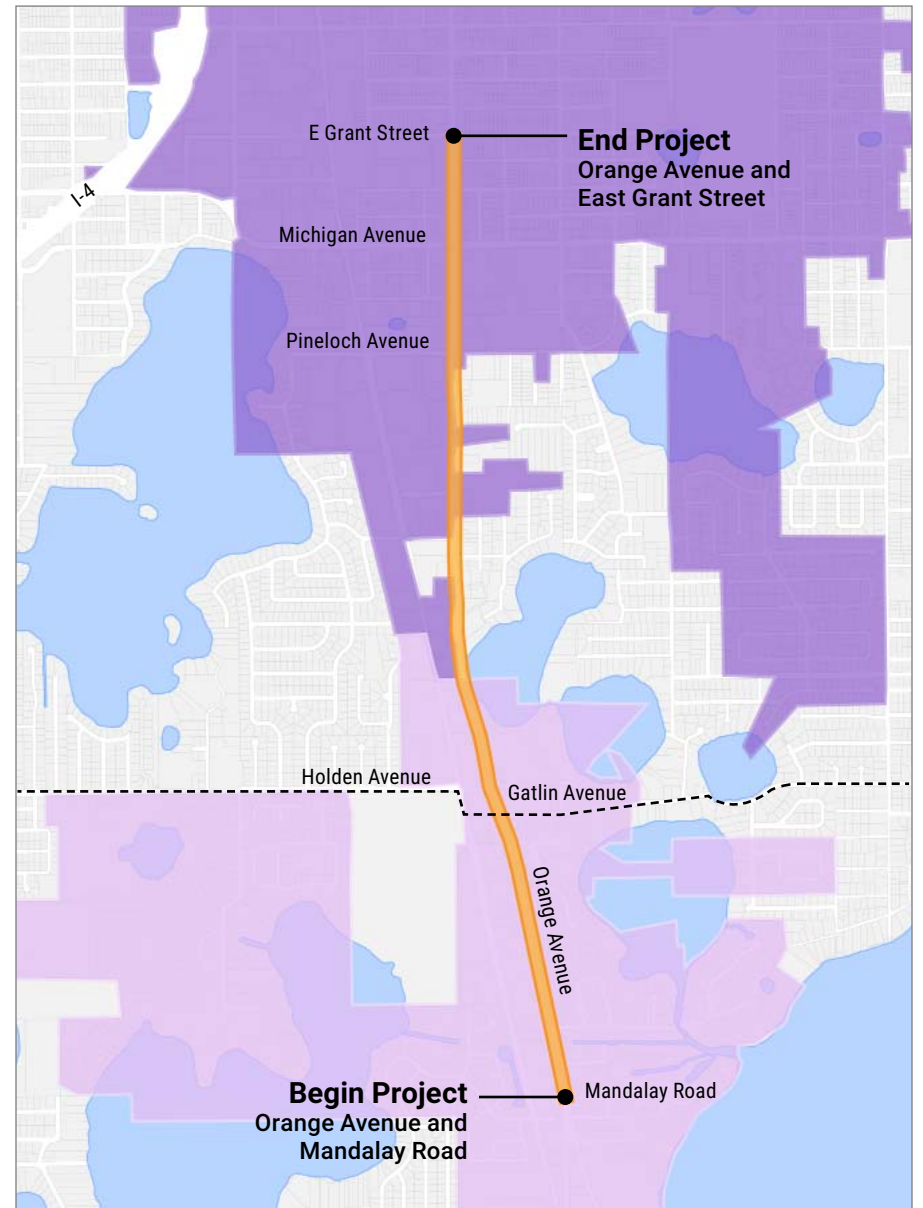 E Grant Street
End Project
Orange Avenue and
East Grant Street
I-4
Michigan Avenue
Pineloch Avenue
Holden Avenue
Gatlin Avenue
Orange Avenue
Begin Project
Orange Avenue and
Mandalay Road
Mandalay Road